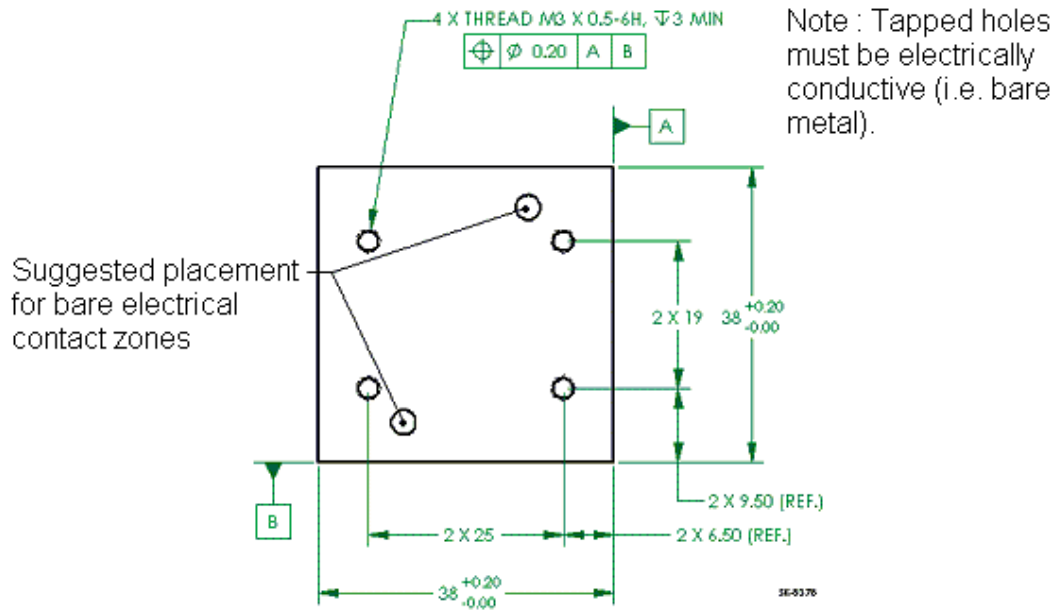 4 X THREAD M3 X 0.5-6H, ↧3 MIN
⌖ Ø 0.20 A B
Note : Tapped holes
must be electrically
conductive (i.e. bare
metal).
A
Suggested placement
for bare electrical
contact zones
2 X 19
38 +0.20 -0.00
2 X 9.50 (REF.)
B
2 X 25
2 X 6.50 (REF.)
38 +0.20 -0.00